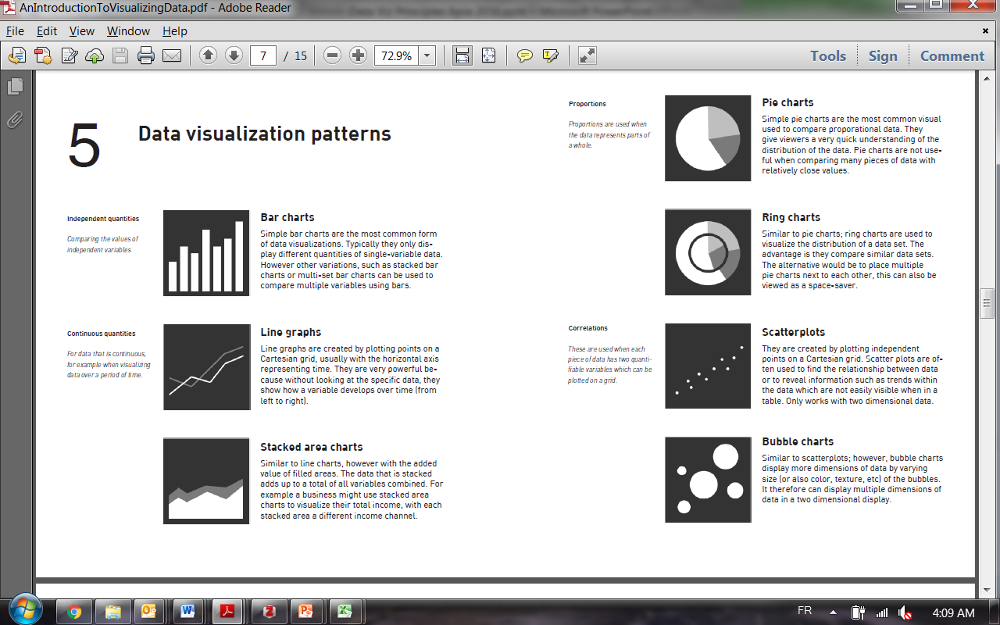 AnIntroductionToVisualizingData.pdf - Adobe Reader
File Edit View Window Help
7 / 15 72.9% Tools Sign Comment
5 Data visualization patterns
Independent quantities
Comparing the values of
independent variables
Bar charts
Simple bar charts are the most common form
of data visualizations. Typically they only dis-
play different quantities of single-variable data.
However other variations, such as stacked bar
charts or multi-set bar charts can be used to
compare multiple variables using bars.
Continuous quantities
For data that is continuous,
for example when visualizing
data over a period of time.
Line graphs
Line graphs are created by plotting points on a
Cartesian grid, usually with the horizontal axis
representing time. They are very powerful be-
cause without looking at the specific data, they
show how a variable develops over time (from
left to right).
Stacked area charts
Similar to line charts, however with the added
value of filled areas. The data that is stacked
adds up to a total of all variables combined. For
example a business might use stacked area
charts to visualize their total income, with each
stacked area a different income channel.
Proportions
Proportions are used when
the data represents parts of
a whole.
Pie charts
Simple pie charts are the most common visual
used to compare proporational data. They
give viewers a very quick understanding of the
distribution of the data. Pie charts are not use-
ful when comparing many pieces of data with
relatively close values.
Ring charts
Similar to pie charts; ring charts are used to
visualize the distribution of a data set. The
advantage is they compare similar data sets.
The alternative would be to place multiple
pie charts next to each other, this can also be
viewed as a space-saver.
Correlations
These are used when each
piece of data has two quanti-
fiable variables which can be
plotted on a grid.
Scatterplots
They are created by plotting independent
points on a Cartesian grid. Scatter plots are of-
ten used to find the relationship between data
or to reveal information such as trends within
the data which are not easily visible when in a
table. Only works with two dimensional data.
Bubble charts
Similar to scatterplots; however, bubble charts
display more dimensions of data by varying
size (or also color, texture, etc) of the bubbles.
It therefore can display multiple dimensions of
data in a two dimensional display.
FR 4:09 AM